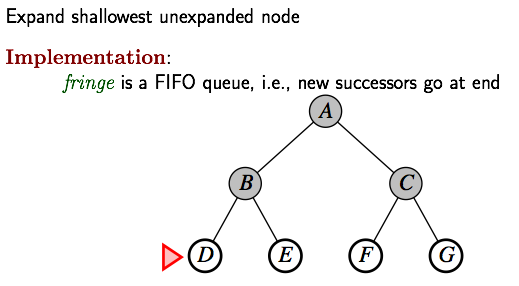 Expand shallowest unexpanded node
Implementation:
fringe is a FIFO queue, i.e., new successors go at end
A
B C
D E F G